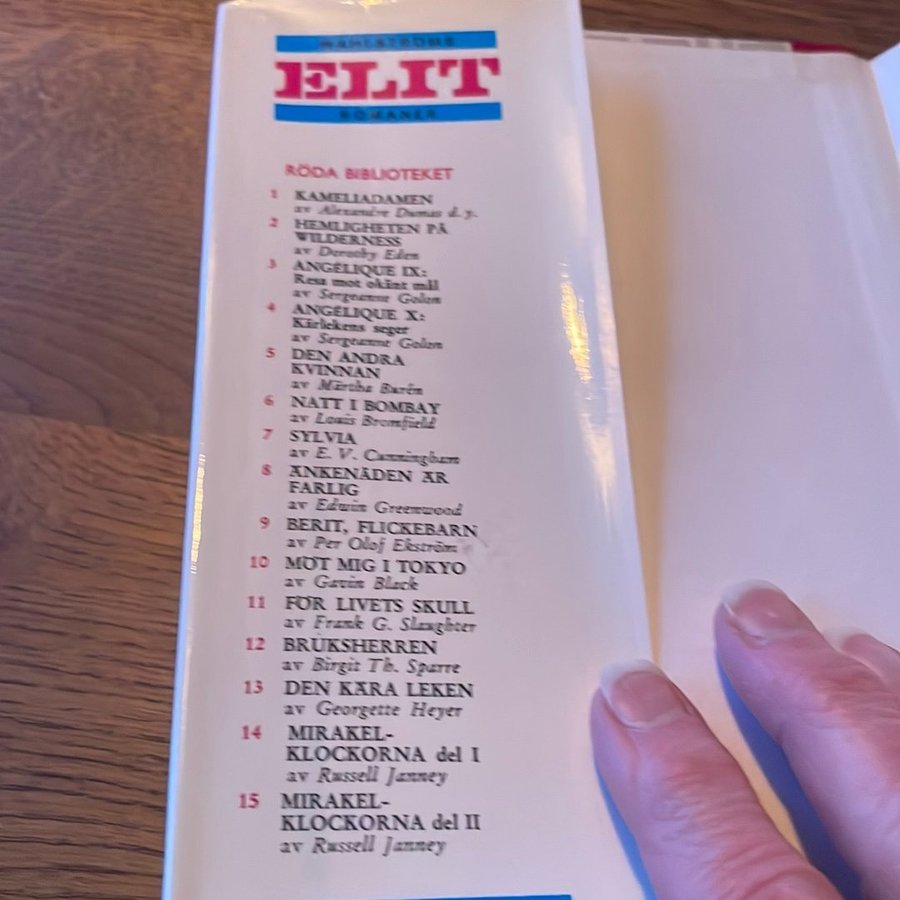 WAHLSTRÖMS
ELIT
ROMANER
RÖDA BIBLIOTEKET
1 KAMELIADAMEN
av Alexandre Dumas d.y.
2 HEMLIGHETEN PÅ
WILDERNESS
av Dorothy Eden
3 ANGÉLIQUE IX:
Resa mot okänt mål
av Sergeanne Golon
4 ANGÉLIQUE X:
Kärlekens seger
av Sergeanne Golon
5 DEN ANDRA
KVINNAN
av Märtha Burén
6 NATT I BOMBAY
av Louis Bromfield
7 SYLVIA
av E. V. Cunningham
8 ÄNKENÅDEN ÄR
FARLIG
av Edwin Greenwood
9 BERIT, FLICKEBARN
av Per Olof Ekström
10 MÖT MIG I TOKYO
av Gavin Black
11 FÖR LIVETS SKULL
av Frank G. Slaughter
12 BRUKSHERREN
av Birgit Th. Sparre
13 DEN KÄRA LEKEN
av Georgette Heyer
14 MIRAKEL-
KLOCKORNA del I
av Russell Janney
15 MIRAKEL-
KLOCKORNA del II
av Russell Janney